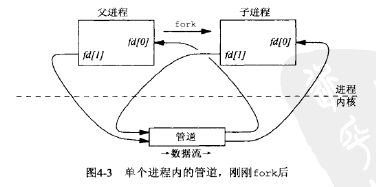 父进程
fork
子进程
fd[0]
fd[1]
fd[0]
fd[1]
进程
内核
管道
→数据流→
图4-3 单个进程内的管道，刚刚fork后